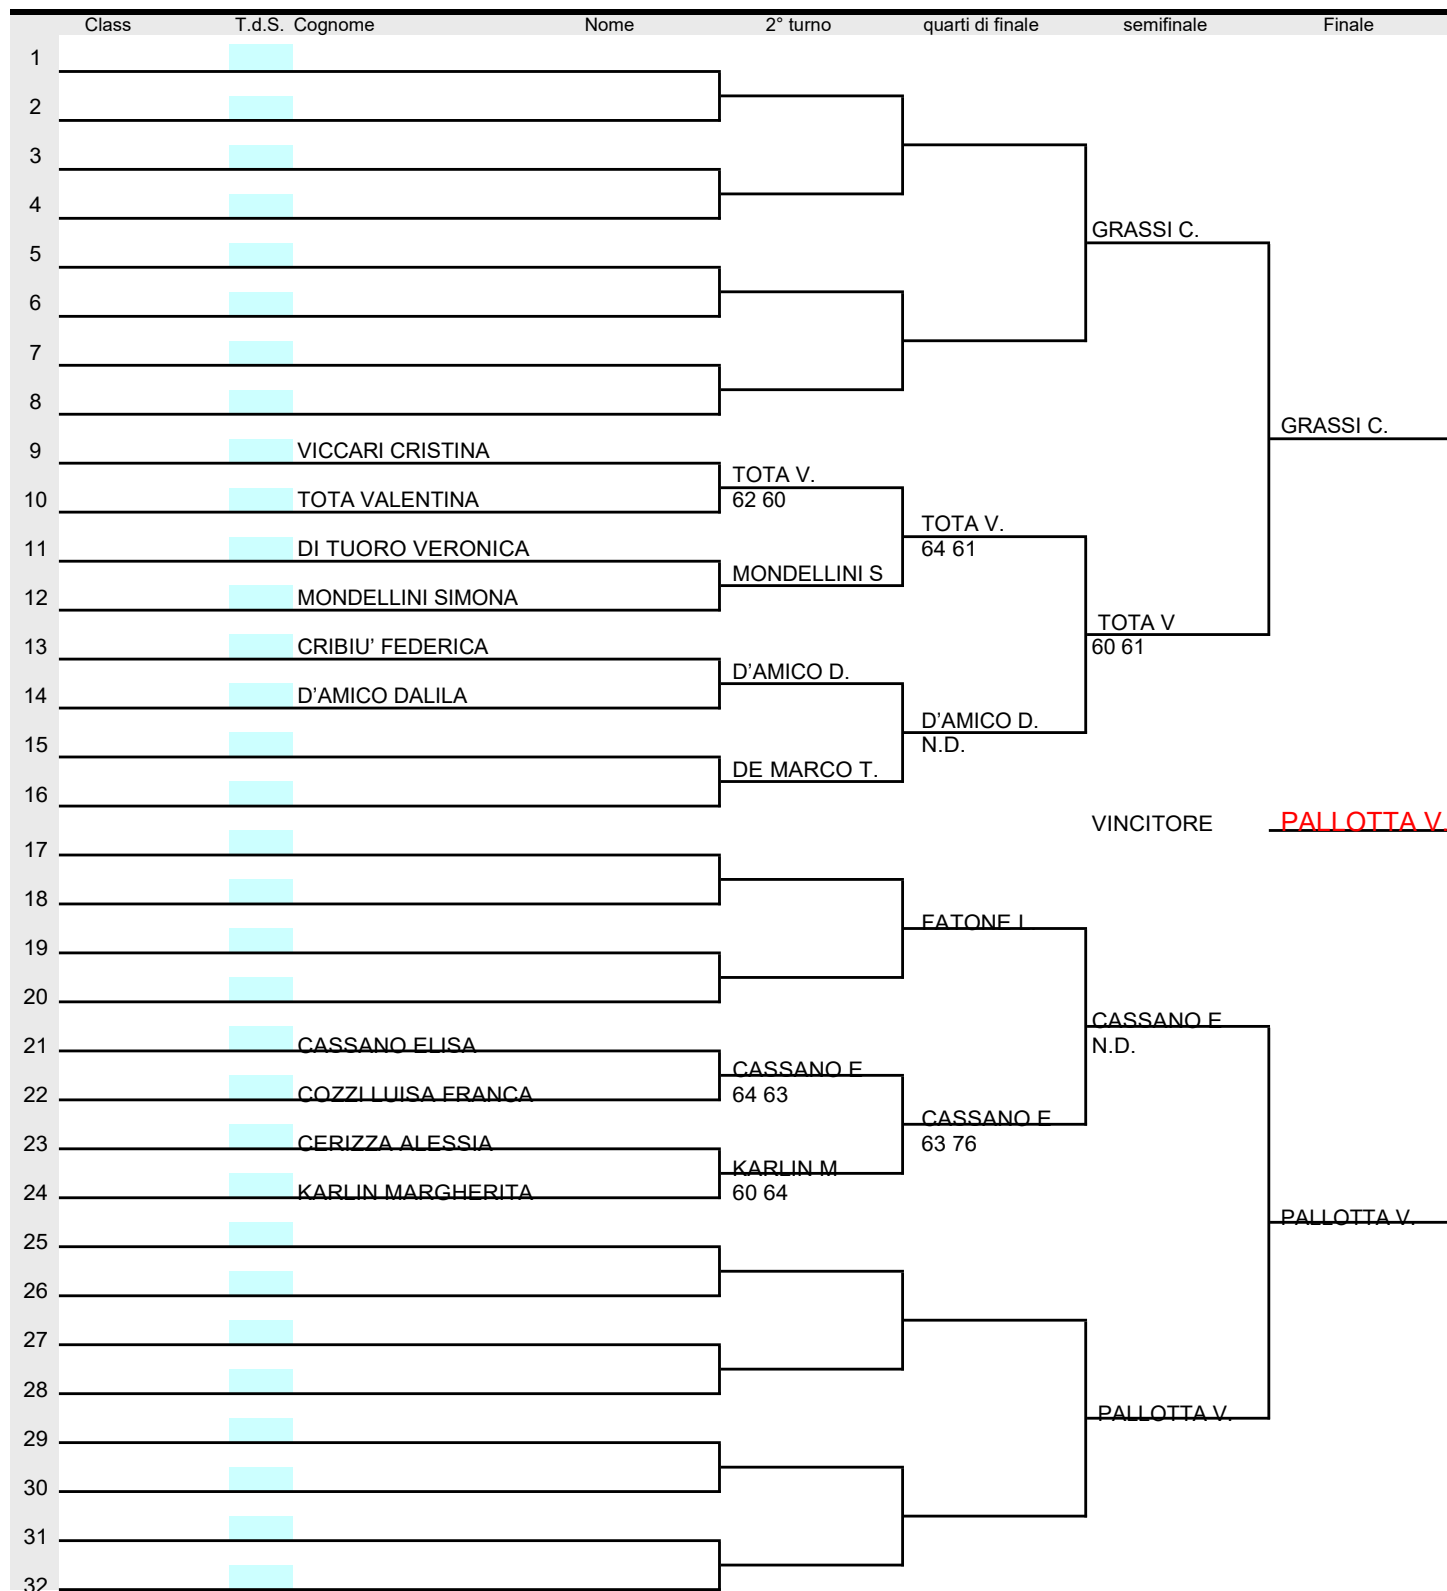 Class T.d.S. Cognome Nome 2° turno quarti di finale semifinale Finale
1
2
3
4
5
GRASSI C.
6
7
8
GRASSI C.
9 VICCARI CRISTINA
TOTA V.
10 TOTA VALENTINA 62 60
TOTA V.
11 DI TUORO VERONICA 64 61
MONDELLINI S
12 MONDELLINI SIMONA
TOTA V
13 CRIBIU' FEDERICA 60 61
D'AMICO D.
14 D'AMICO DALILA
D'AMICO D.
15 N.D.
DE MARCO T.
16
VINCITORE PALLOTTA V.
17
18
FATONE I.
19
20
CASSANO E
21 CASSANO ELISA N.D.
CASSANO E
22 COZZI LUISA FRANCA 64 63
CASSANO E
23 CERIZZA ALESSIA 63 76
KARLIN M
24 KARLIN MARGHERITA 60 64
PALLOTTA V.
25
26
27
28
PALLOTTA V.
29
30
31
32